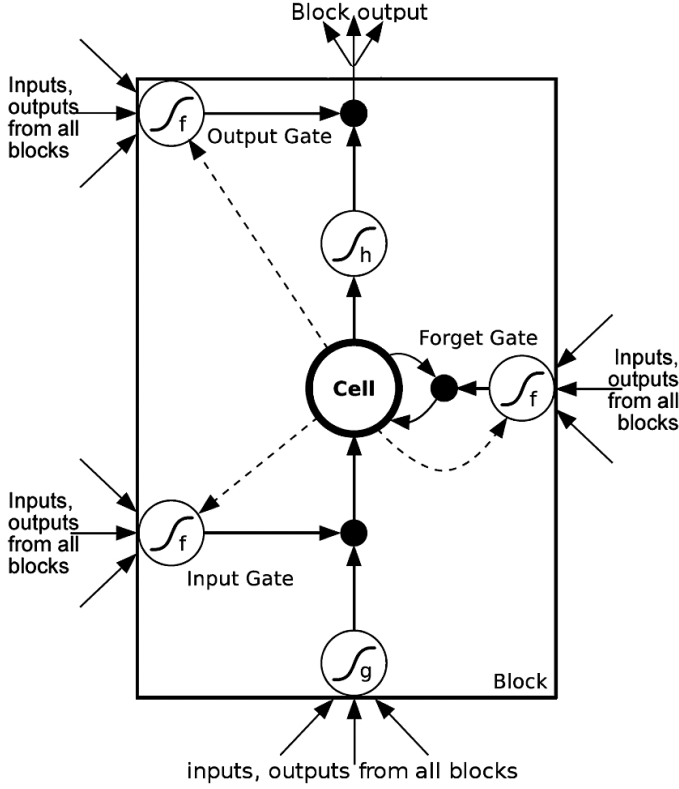 Block output
Inputs,
outputs
from all
blocks
f
Output Gate
h
Forget Gate
Cell
f
Inputs,
outputs
from all
blocks
Inputs,
outputs
from all
blocks
f
Input Gate
g
Block
inputs, outputs from all blocks